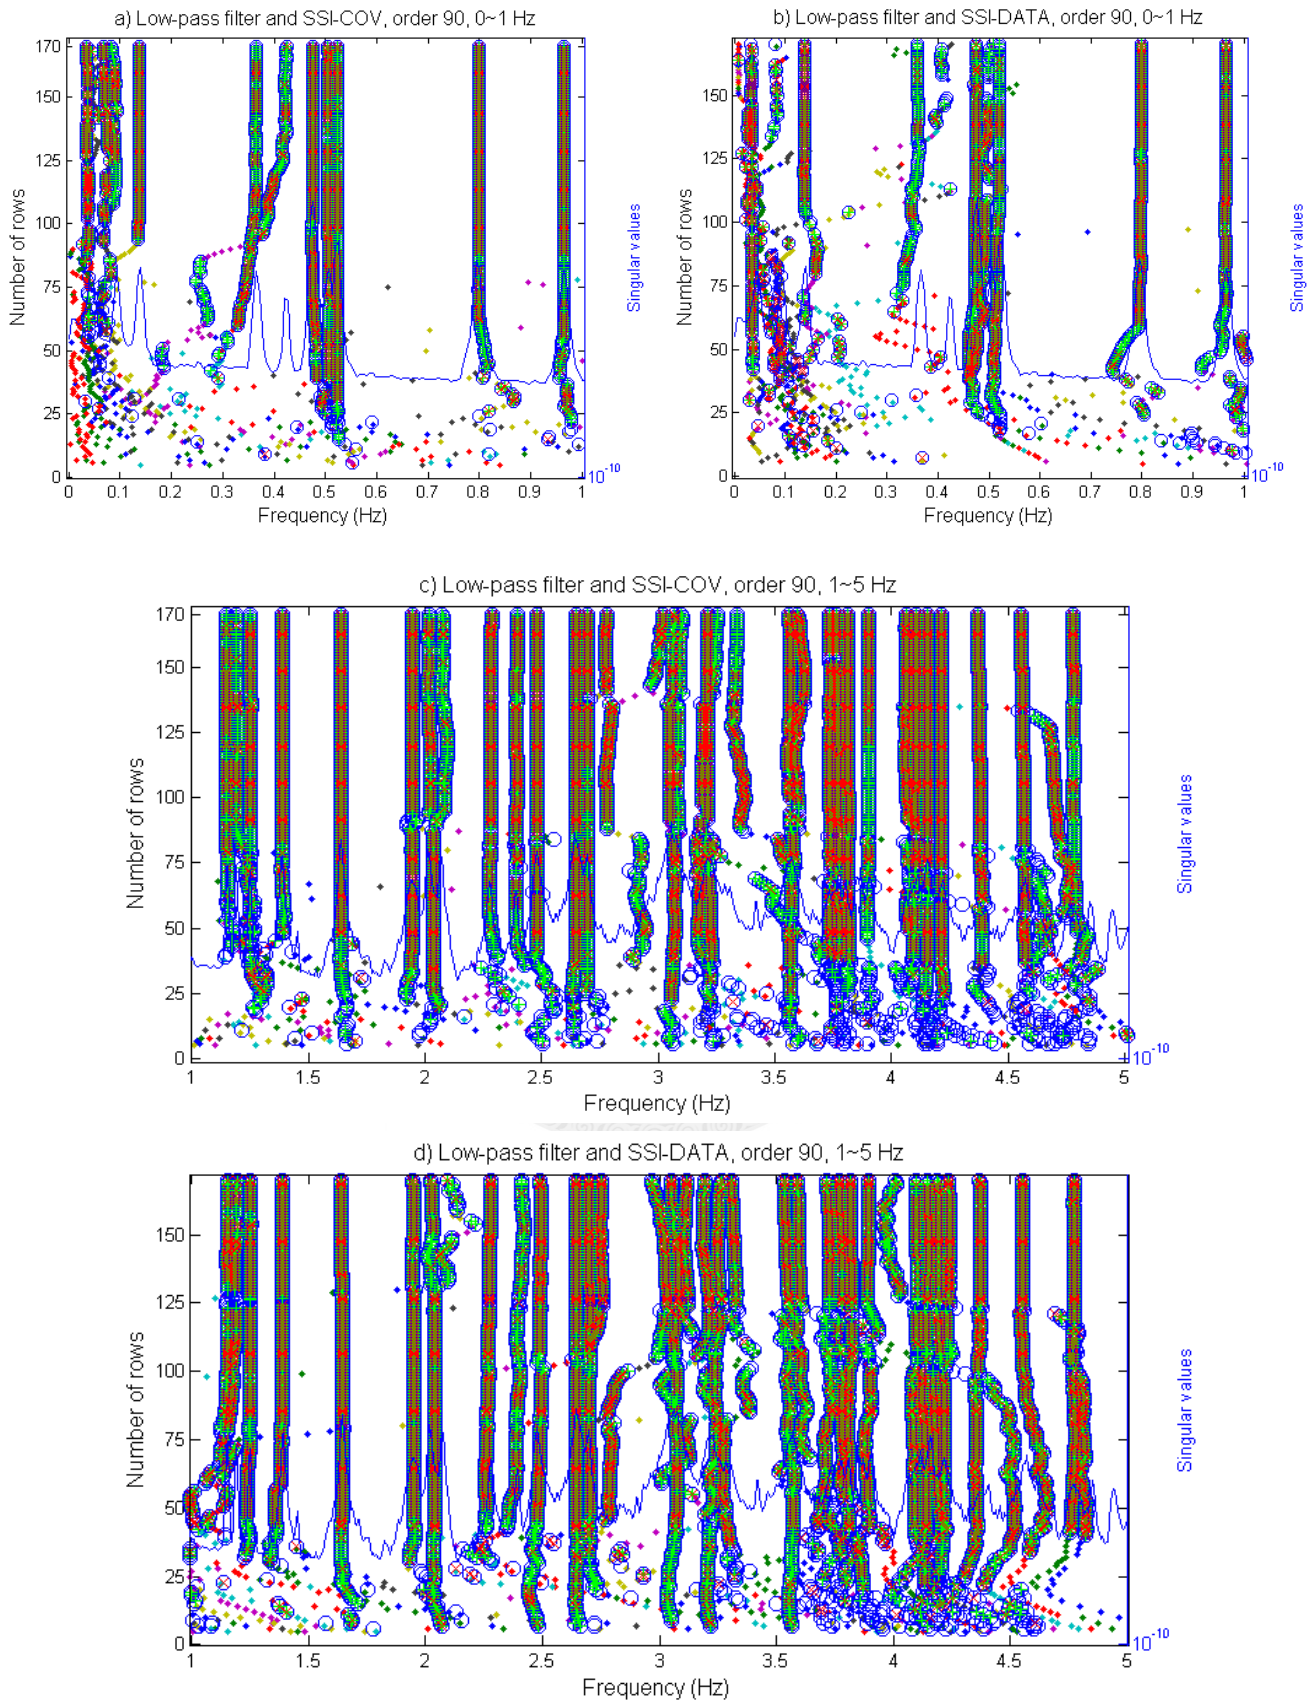 a) Low-pass filter and SSI-COV, order 90, 0~1 Hz
170
150
125
100
75
50
25
0
Number of rows
0 0.1 0.2 0.3 0.4 0.5 0.6 0.7 0.8 0.9 1
Frequency (Hz)
Singular values
10^-10
b) Low-pass filter and SSI-DATA, order 90, 0~1 Hz
150
125
100
75
50
25
0
Number of rows
0 0.1 0.2 0.3 0.4 0.5 0.6 0.7 0.8 0.9 1
Frequency (Hz)
Singular values
10^-10
c) Low-pass filter and SSI-COV, order 90, 1~5 Hz
170
150
125
100
75
50
25
0
Number of rows
1 1.5 2 2.5 3 3.5 4 4.5 5
Frequency (Hz)
Singular values
10^-10
d) Low-pass filter and SSI-DATA, order 90, 1~5 Hz
150
125
100
75
50
25
0
Number of rows
1 1.5 2 2.5 3 3.5 4 4.5 5
Frequency (Hz)
Singular values
10^-10